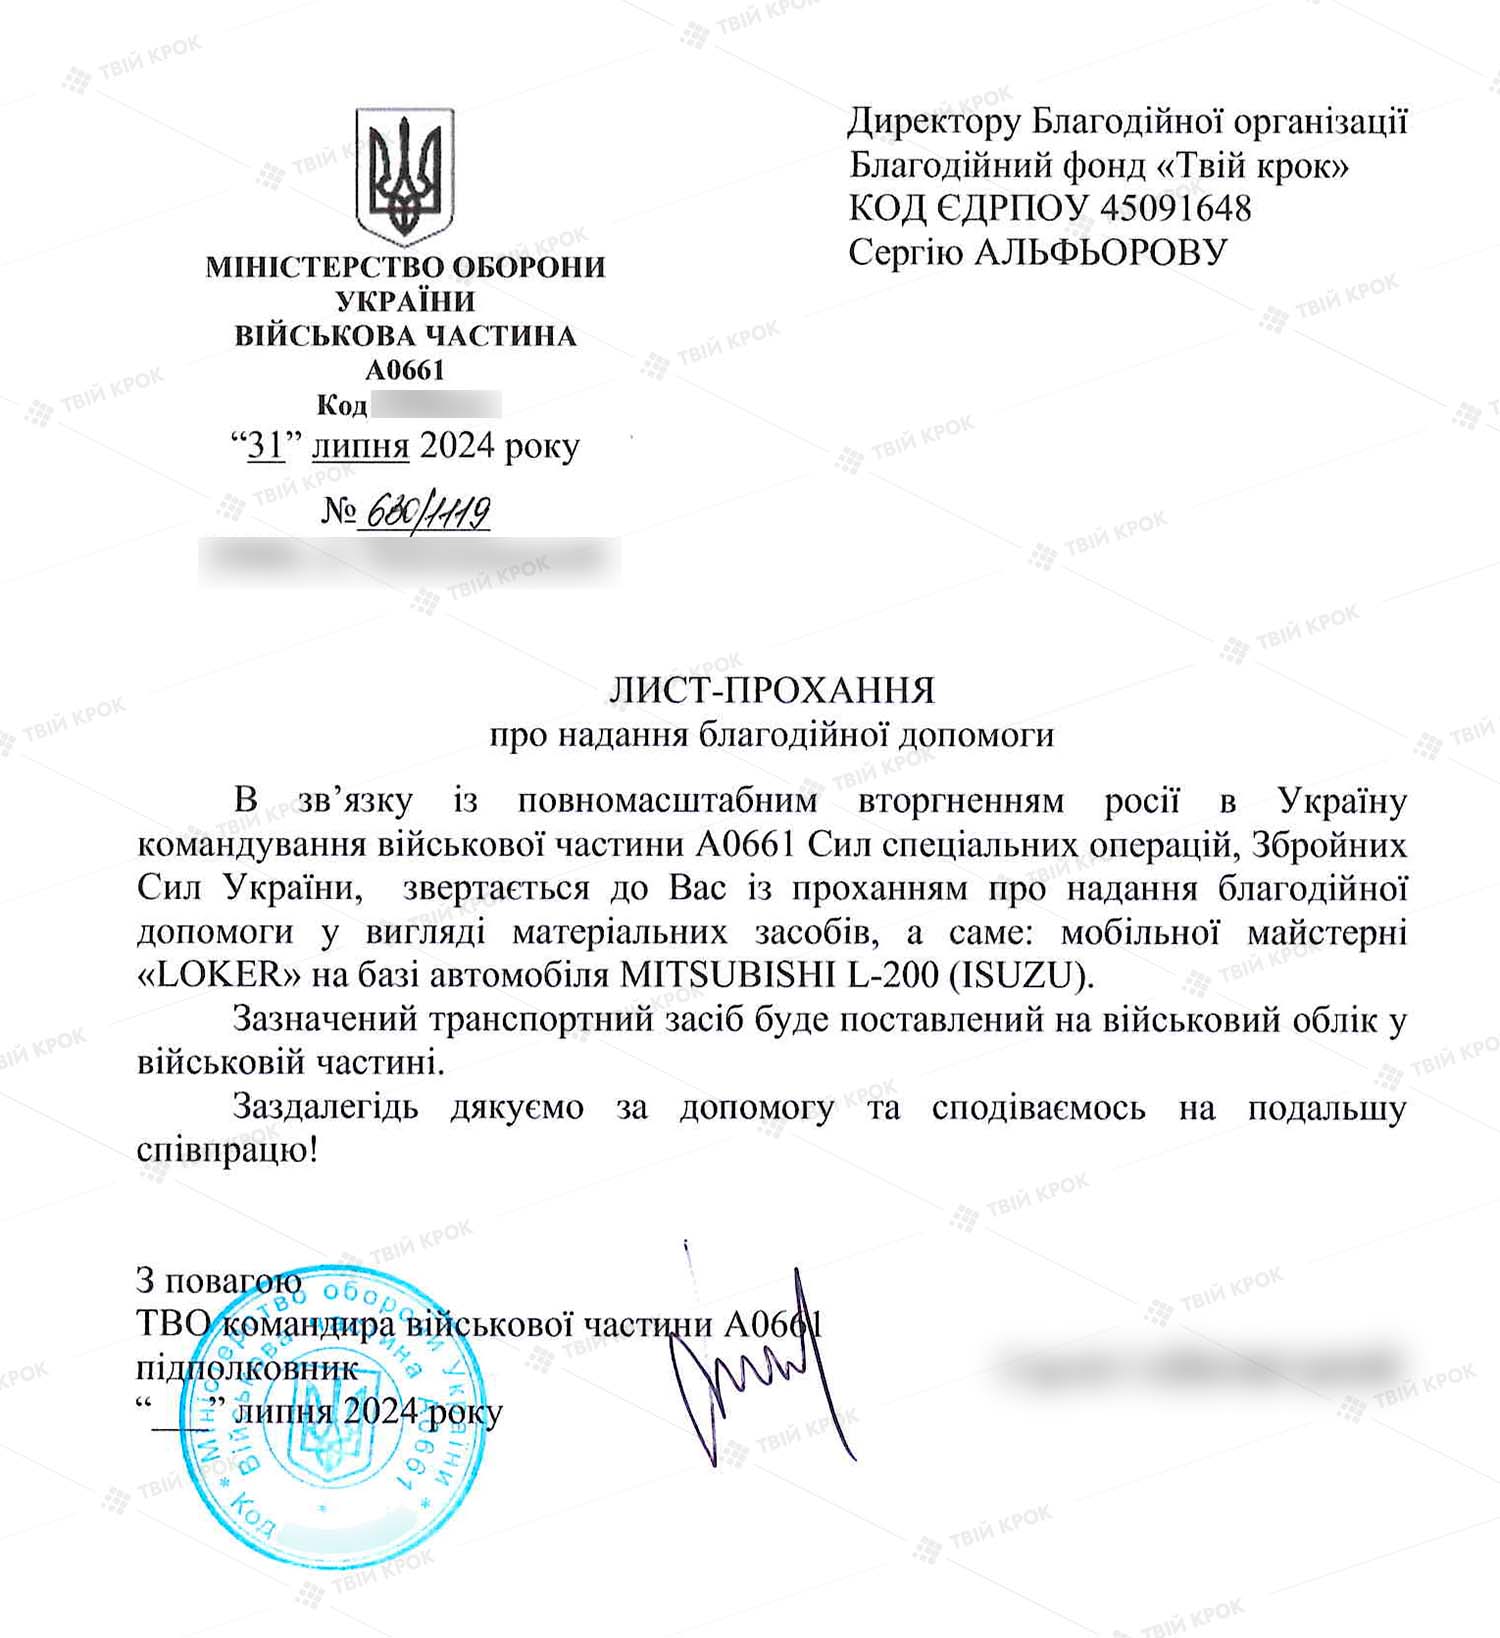 Директору Благодійної організації
Благодійний фонд «Твій крок»
КОД ЄДРПОУ 45091648
Сергію АЛЬФЬОРОВУ
МІНІСТЕРСТВО ОБОРОНИ
УКРАЇНИ
ВІЙСЬКОВА ЧАСТИНА
А0661
Код
“31” липня 2024 року
№ 630/1119
ЛИСТ-ПРОХАННЯ
про надання благодійної допомоги
В зв’язку із повномасштабним вторгненням росії в Україну
командування військової частини А0661 Сил спеціальних операцій, Збройних
Сил України, звертається до Вас із проханням про надання благодійної
допомоги у вигляді матеріальних засобів, а саме: мобільної майстерні
«LOKER» на базі автомобіля MITSUBISHI L-200 (ISUZU).
Зазначений транспортний засіб буде поставлений на військовий облік у
військовій частині.
Заздалегідь дякуємо за допомогу та сподіваємось на подальшу
співпрацю!
З повагою
ТВО командира військової частини А0661
підполковник
“___” липня 2024 року
* Міністерство оборони України *
Військова частина А0661
Код
ТВІЙ КРОК